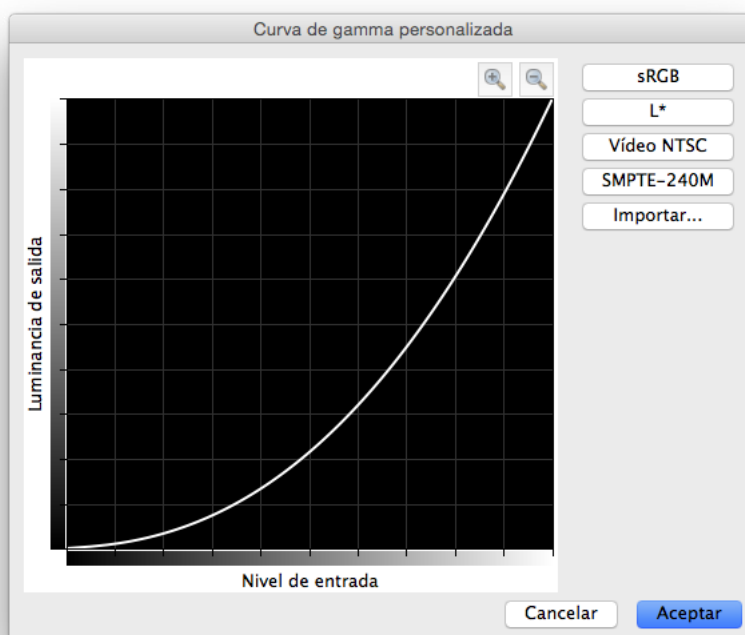 Curva de gamma personalizada
sRGB
L*
Vídeo NTSC
SMPTE-240M
Importar...
Luminancia de salida
Nivel de entrada
Cancelar
Aceptar